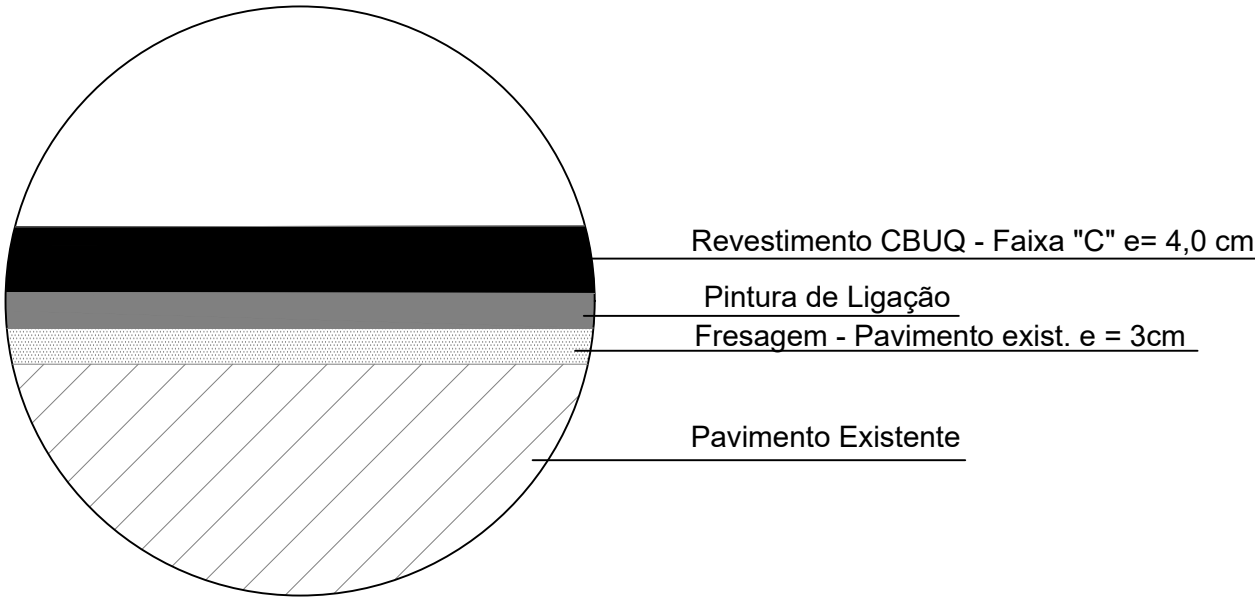 Revestimento CBUQ - Faixa "C" e= 4,0 cm
Pintura de Ligação
Fresagem - Pavimento exist. e = 3cm
Pavimento Existente